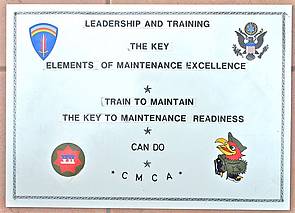 LEADERSHIP AND TRAINING
THE KEY
ELEMENTS OF MAINTENANCE EXCELLENCE
★
TRAIN TO MAINTAIN
THE KEY TO MAINTENANCE READINESS
★
CAN DO
★
"CMCA"